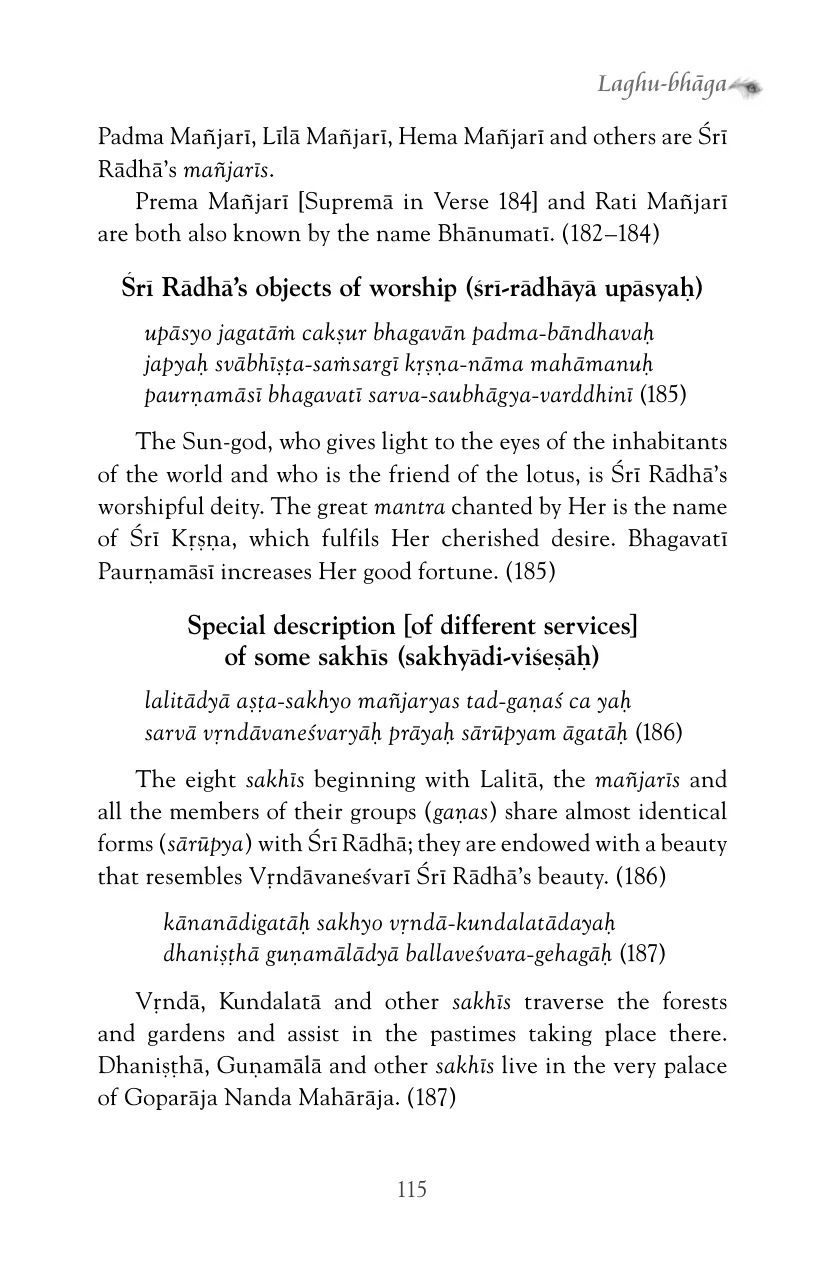 Laghu-bhāga
Padma Mañjarī, Līlā Mañjarī, Hema Mañjarī and others are Śrī
Rādhā’s mañjarīs.
Prema Mañjarī [Supremā in Verse 184] and Rati Mañjarī
are both also known by the name Bhānumatī. (182–184)
Śrī Rādhā’s objects of worship (śrī-rādhāyā upāsyaḥ)
upāsyo jagatāṁ cakṣur bhagavān padma-bāndhavaḥ
japyaḥ svābhīṣṭa-saṁsargī kṛṣṇa-nāma mahāmanuḥ
paurṇamāsī bhagavatī sarva-saubhāgya-varddhinī (185)
The Sun-god, who gives light to the eyes of the inhabitants
of the world and who is the friend of the lotus, is Śrī Rādhā’s
worshipful deity. The great mantra chanted by Her is the name
of Śrī Kṛṣṇa, which fulfils Her cherished desire. Bhagavatī
Paurṇamāsī increases Her good fortune. (185)
Special description [of different services]
of some sakhīs (sakhyādi-viśeṣāḥ)
lalitādyā aṣṭa-sakhyo mañjaryas tad-gaṇaś ca yaḥ
sarvā vṛndāvaneśvaryāḥ prāyaḥ sārūpyam āgatāḥ (186)
The eight sakhīs beginning with Lalitā, the mañjarīs and
all the members of their groups (gaṇas) share almost identical
forms (sārūpya) with Śrī Rādhā; they are endowed with a beauty
that resembles Vṛndāvaneśvarī Śrī Rādhā’s beauty. (186)
kānanādigatāḥ sakhyo vṛndā-kundalatādayaḥ
dhaniṣṭhā guṇamālādyā ballaveśvara-gehagāḥ (187)
Vṛndā, Kundalatā and other sakhīs traverse the forests
and gardens and assist in the pastimes taking place there.
Dhaniṣṭhā, Guṇamālā and other sakhīs live in the very palace
of Goparāja Nanda Mahārāja. (187)
115